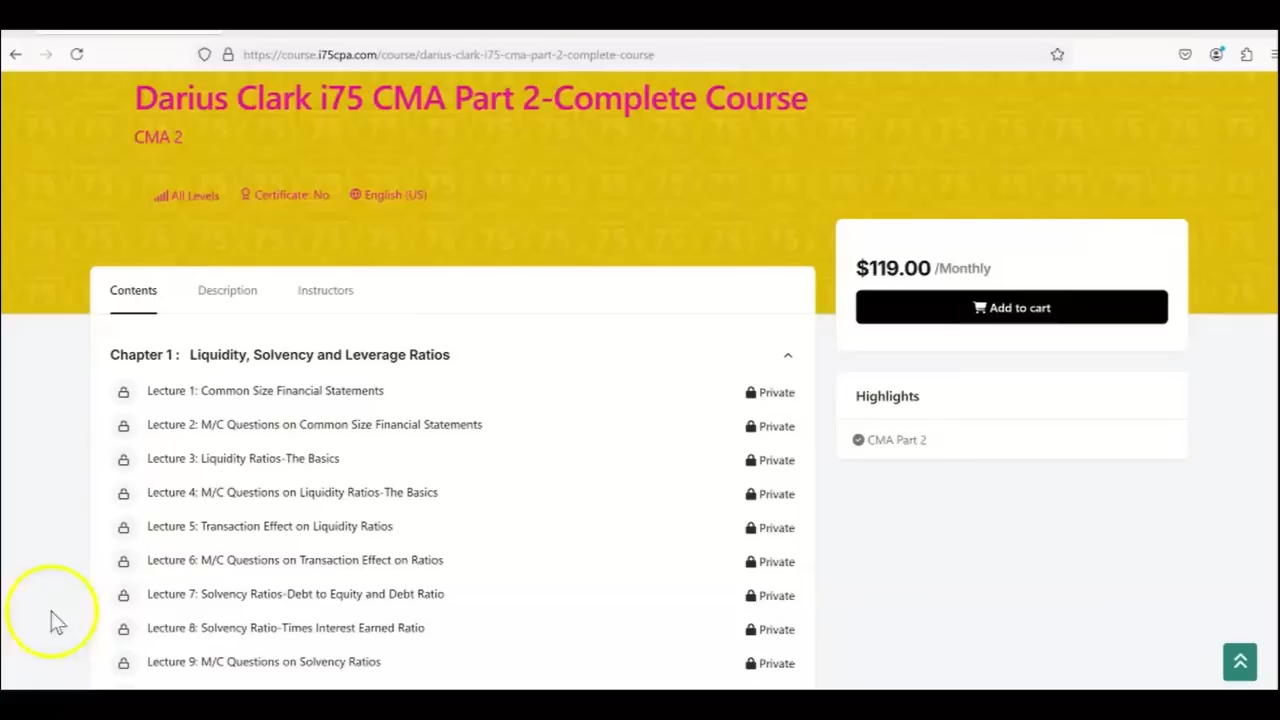 https://course.i75cpa.com/course/darius-clark-i75-cma-part-2-complete-course
Darius Clark i75 CMA Part 2-Complete Course
CMA 2
All Levels Certificate: No English (US)
$119.00 /Monthly
Add to cart
Contents Description Instructors
Chapter 1 : Liquidity, Solvency and Leverage Ratios
Lecture 1: Common Size Financial Statements Private
Lecture 2: M/C Questions on Common Size Financial Statements Private
Lecture 3: Liquidity Ratios-The Basics Private
Lecture 4: M/C Questions on Liquidity Ratios-The Basics Private
Lecture 5: Transaction Effect on Liquidity Ratios Private
Lecture 6: M/C Questions on Transaction Effect on Ratios Private
Lecture 7: Solvency Ratios-Debt to Equity and Debt Ratio Private
Lecture 8: Solvency Ratio-Times Interest Earned Ratio Private
Lecture 9: M/C Questions on Solvency Ratios Private
Highlights
CMA Part 2